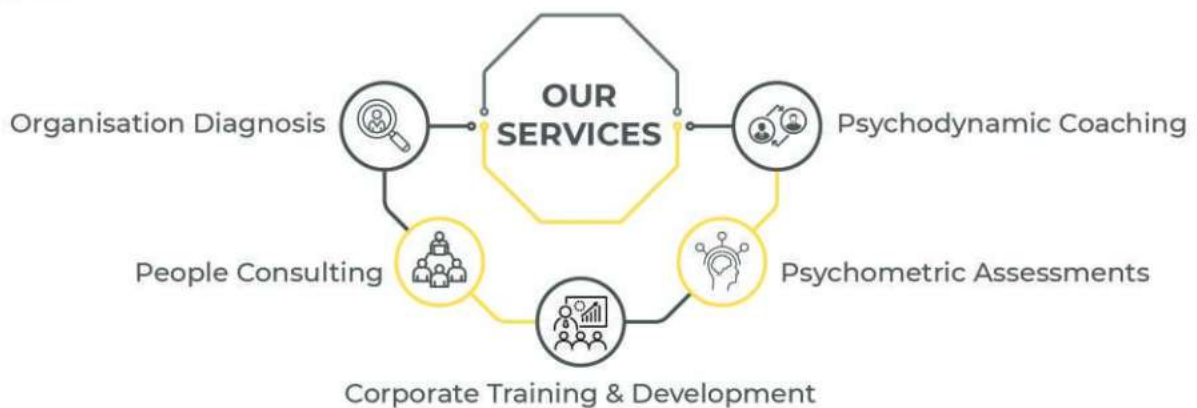 OUR
SERVICES
Organisation Diagnosis
Psychodynamic Coaching
People Consulting
Psychometric Assessments
Corporate Training & Development